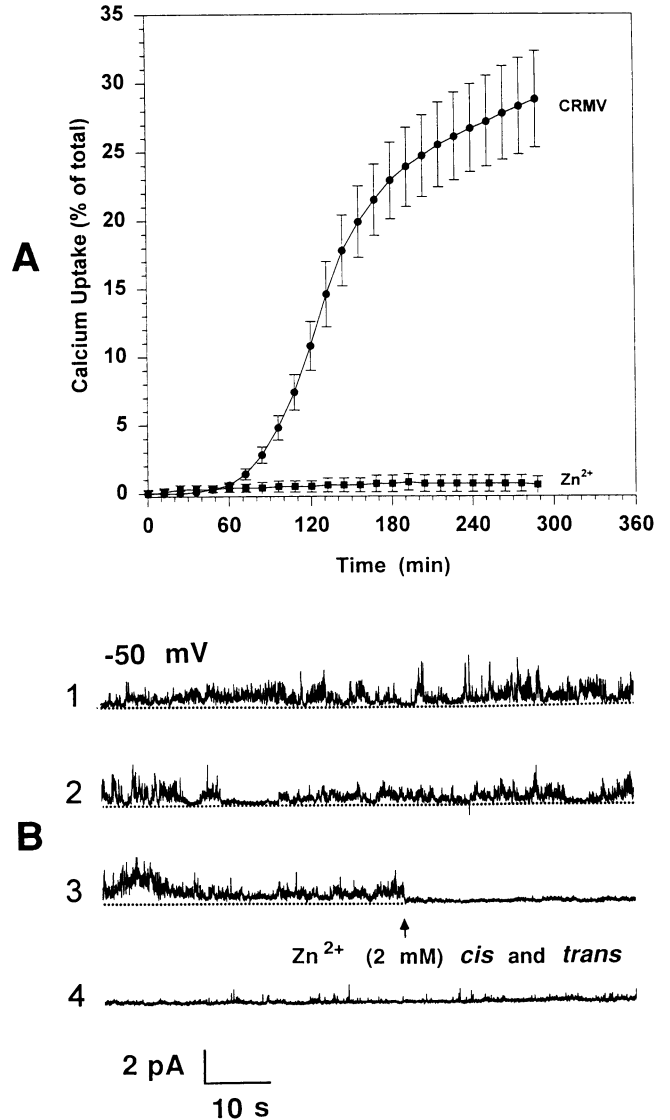 35
30
CRMV
25
20
A
Calcium Uptake (% of total)
15
10
5
Zn2+
0
0 60 120 180 240 300 360
Time (min)
-50 mV
1
2
B
3
Zn2+ (2 mM) cis and trans
4
2 pA
10 s